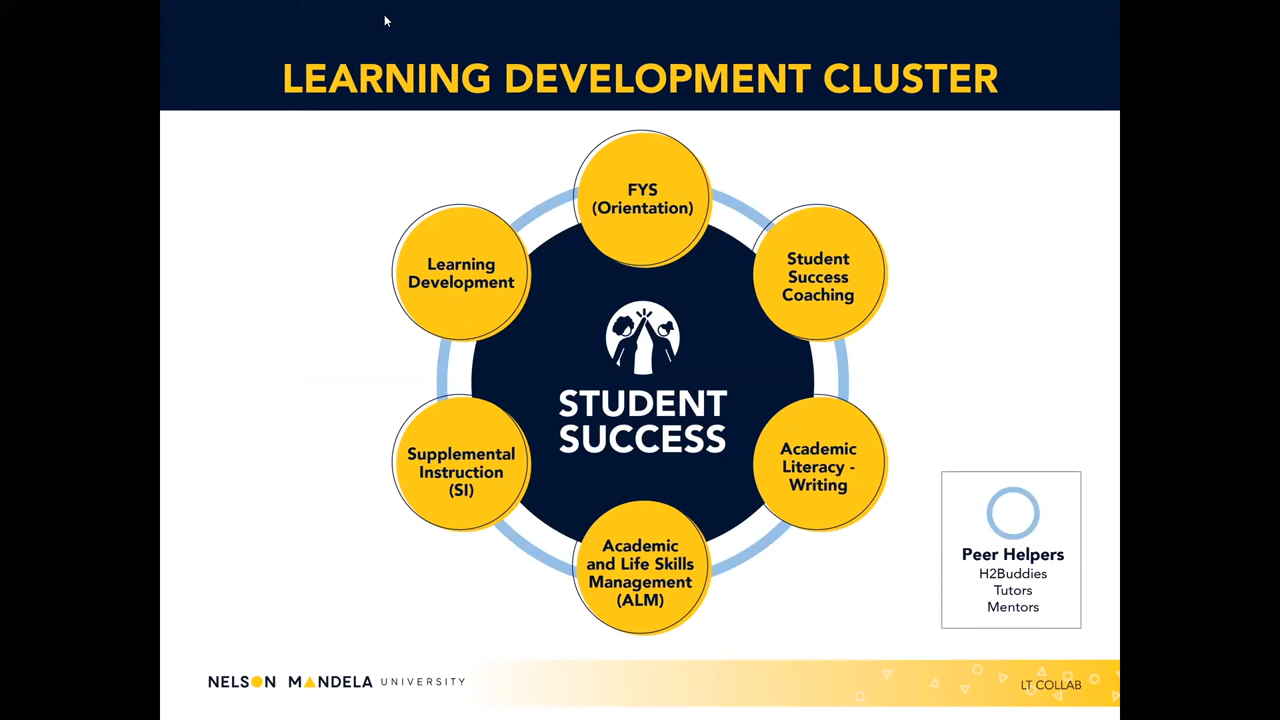 LEARNING DEVELOPMENT CLUSTER
FYS
(Orientation)
Student
Success
Coaching
Academic
Literacy -
Writing
Academic
and Life Skills
Management
(ALM)
Supplemental
Instruction
(SI)
Learning
Development
STUDENT
SUCCESS
Peer Helpers
H2Buddies
Tutors
Mentors
NELSON MANDELA UNIVERSITY
LT COLLAB